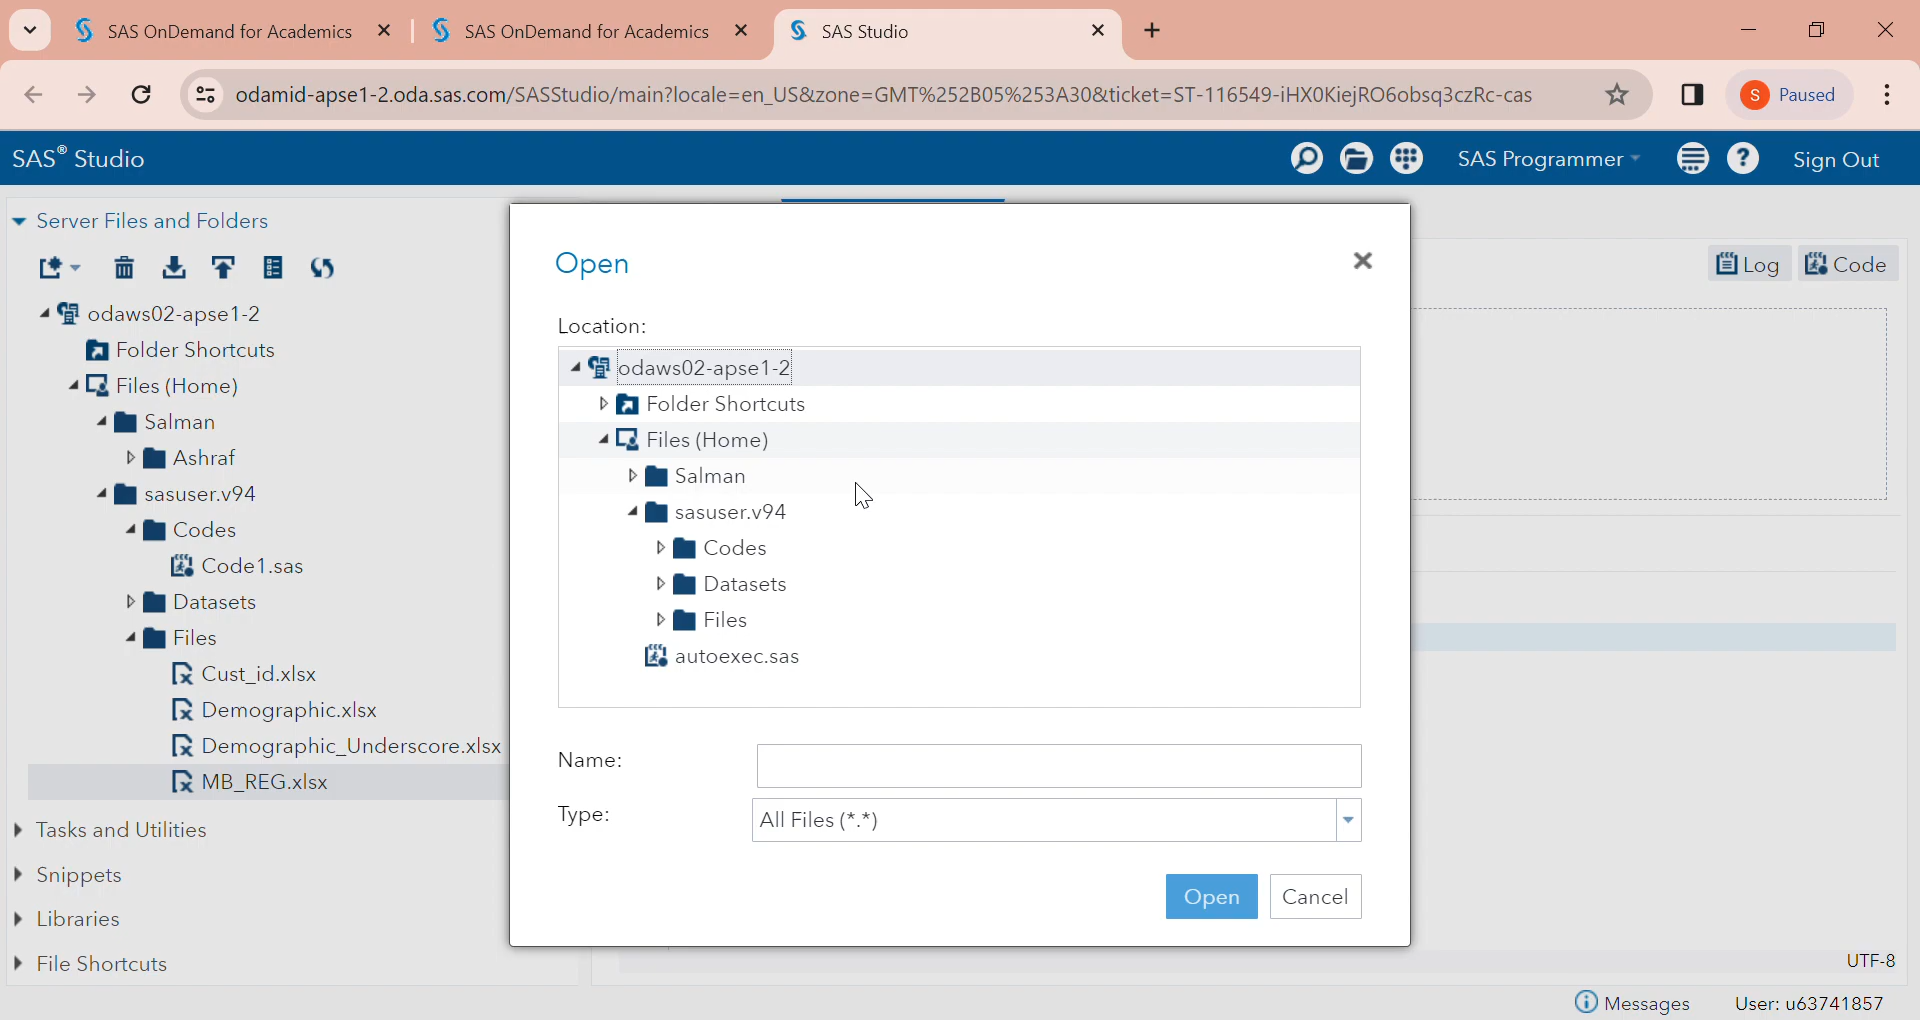 SAS OnDemand for Academics
SAS OnDemand for Academics
SAS Studio
odamid-apse1-2.oda.sas.com/SASStudio/main?locale=en_US&zone=GMT%252B05%253A30&ticket=ST-116549-iHX0KiejRO6obsq3czRc-cas
S Paused
SAS® Studio
SAS Programmer
Sign Out
Server Files and Folders
odaws02-apse1-2
Folder Shortcuts
Files (Home)
Salman
Ashraf
sasuser.v94
Codes
Code1.sas
Datasets
Files
Cust_id.xlsx
Demographic.xlsx
Demographic_Underscore.xlsx
MB_REG.xlsx
Tasks and Utilities
Snippets
Libraries
File Shortcuts
Open
Location:
odaws02-apse1-2
Folder Shortcuts
Files (Home)
Salman
sasuser.v94
Codes
Datasets
Files
autoexec.sas
Name:
Type:
All Files (*.*)
Open
Cancel
Log
Code
UTF-8
Messages
User: u63741857